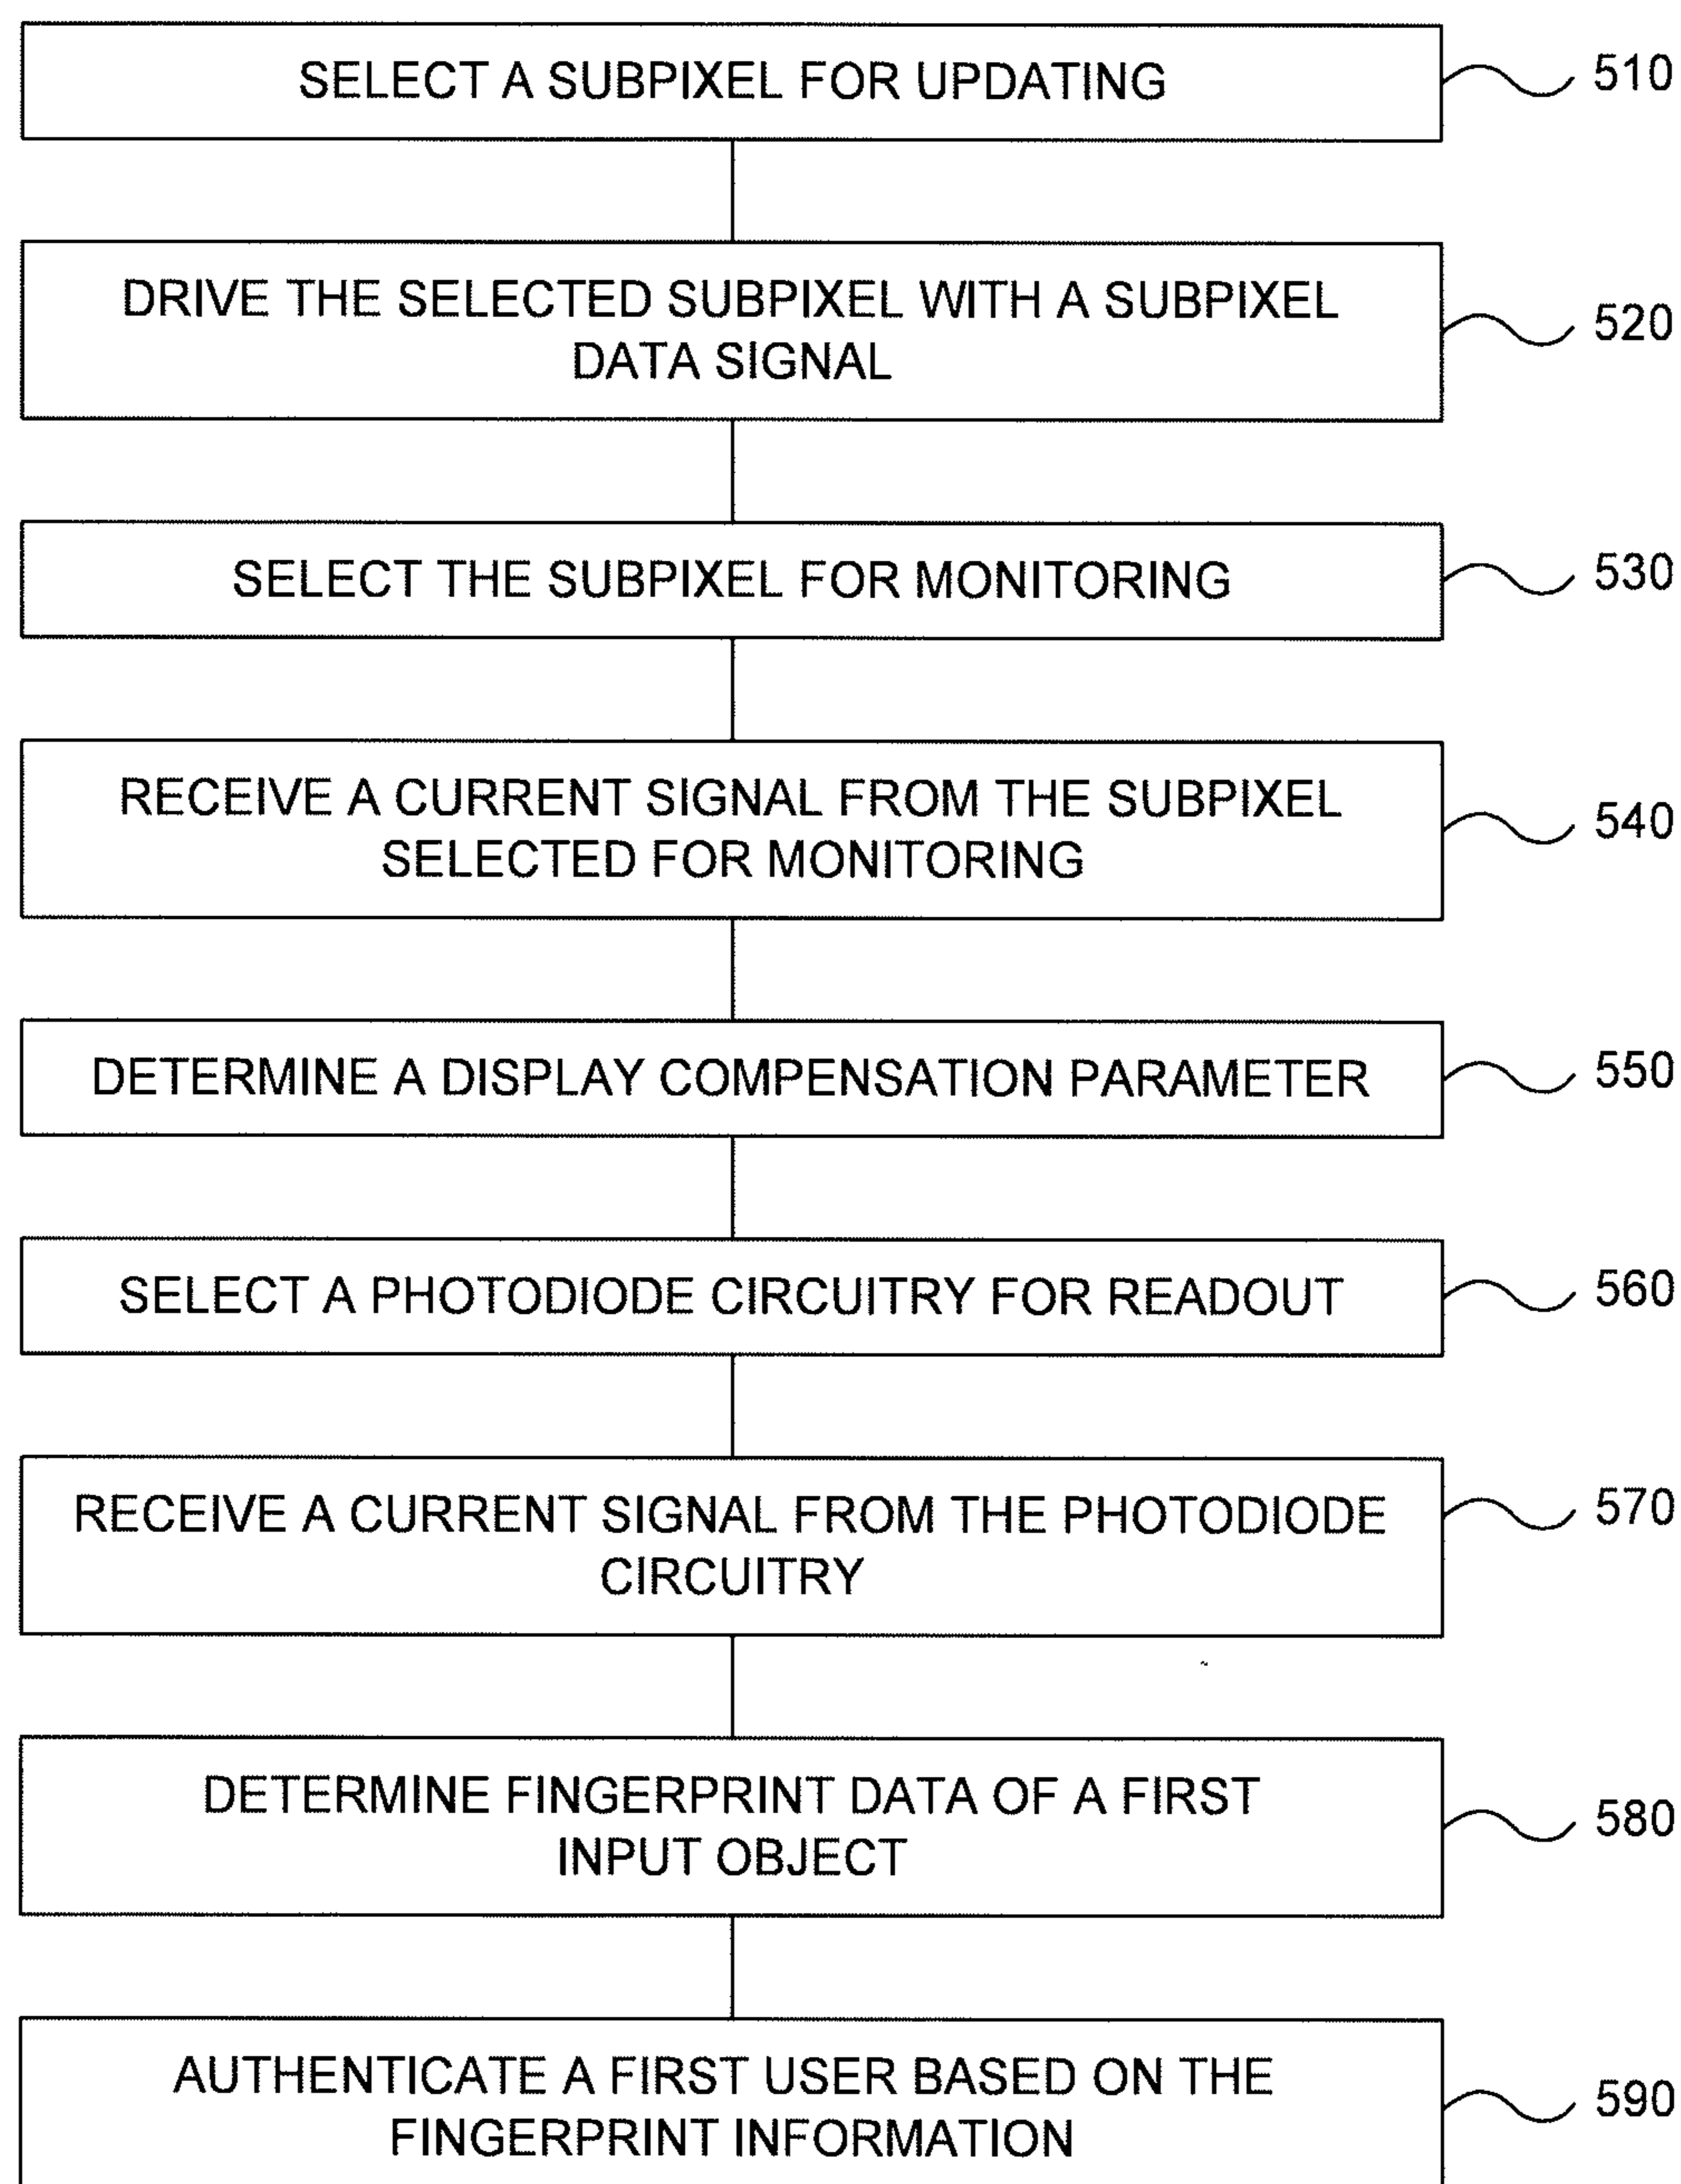 SELECT A SUBPIXEL FOR UPDATING
510
DRIVE THE SELECTED SUBPIXEL WITH A SUBPIXEL
DATA SIGNAL
520
SELECT THE SUBPIXEL FOR MONITORING
530
RECEIVE A CURRENT SIGNAL FROM THE SUBPIXEL
SELECTED FOR MONITORING
540
DETERMINE A DISPLAY COMPENSATION PARAMETER
550
SELECT A PHOTODIODE CIRCUITRY FOR READOUT
560
RECEIVE A CURRENT SIGNAL FROM THE PHOTODIODE
CIRCUITRY
570
DETERMINE FINGERPRINT DATA OF A FIRST
INPUT OBJECT
580
AUTHENTICATE A FIRST USER BASED ON THE
FINGERPRINT INFORMATION
590